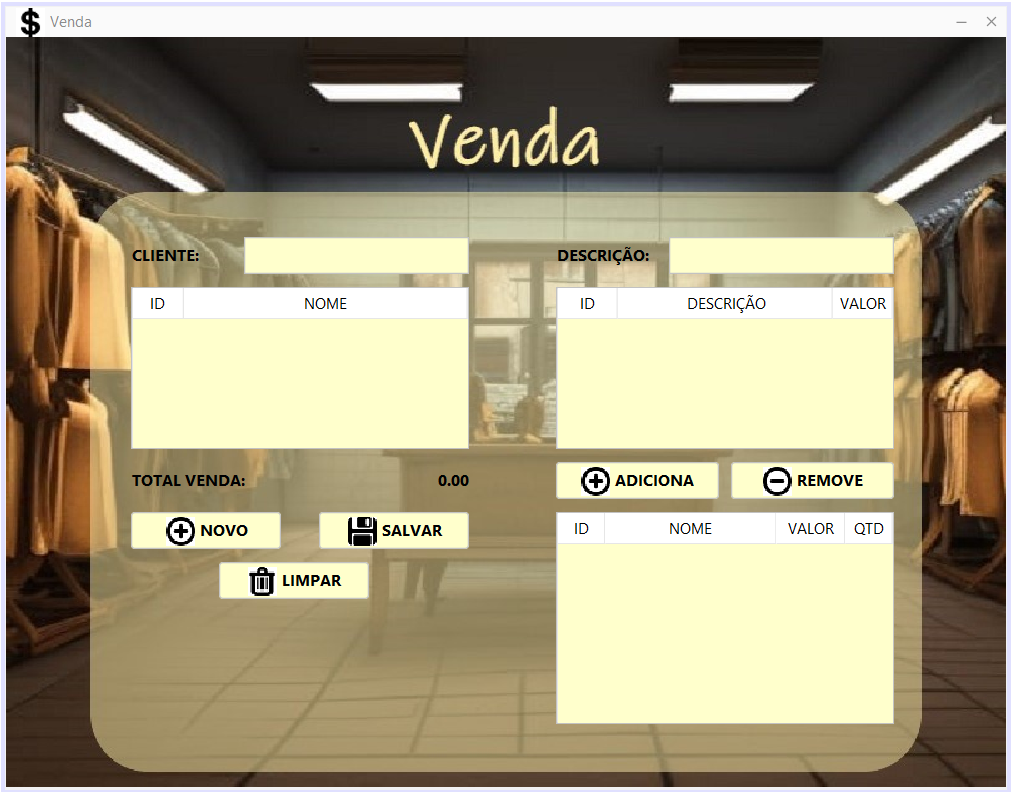 $ Venda
Venda
CLIENTE:
ID NOME
TOTAL VENDA: 0.00
NOVO SALVAR
LIMPAR
DESCRIÇÃO:
ID DESCRIÇÃO VALOR
ADICIONA REMOVE
ID NOME VALOR QTD